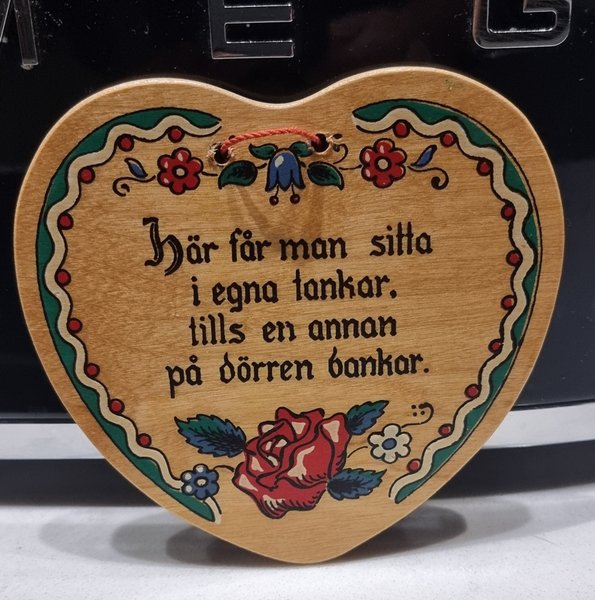 M E G
Här får man sitta
i egna tankar.
tills en annan
på dörren bankar.